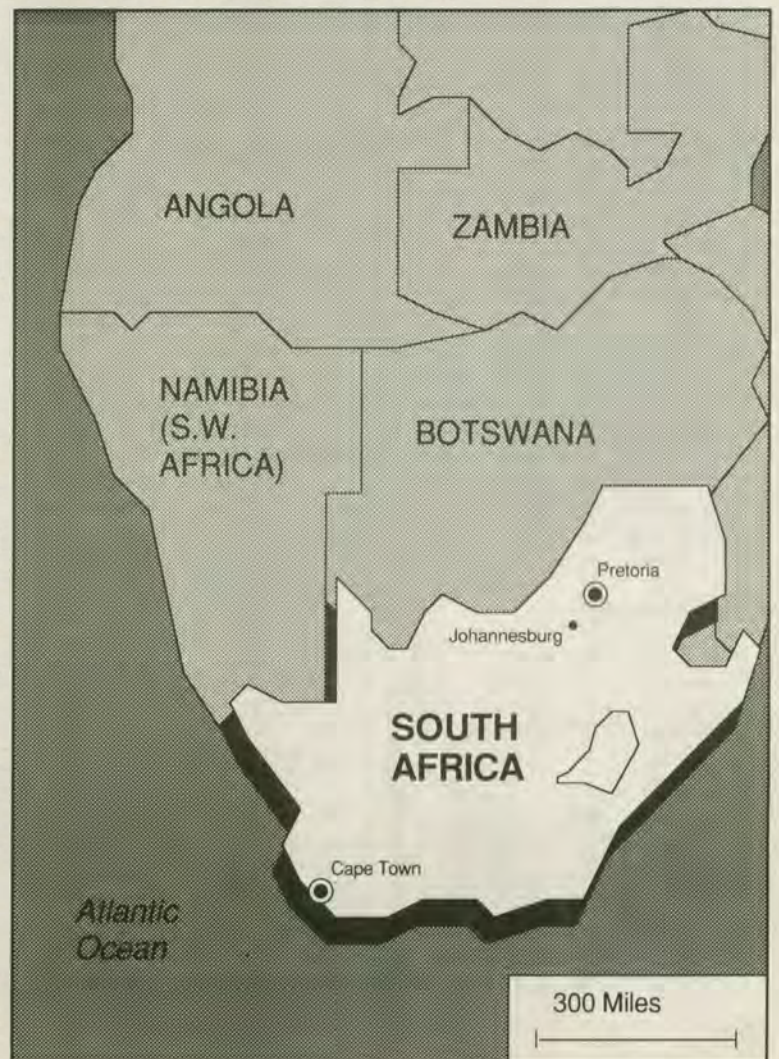 ANGOLA
ZAMBIA
NAMIBIA
(S.W.
AFRICA)
BOTSWANA
Pretoria
Johannesburg
SOUTH
AFRICA
Cape Town
Atlantic
Ocean
300 Miles